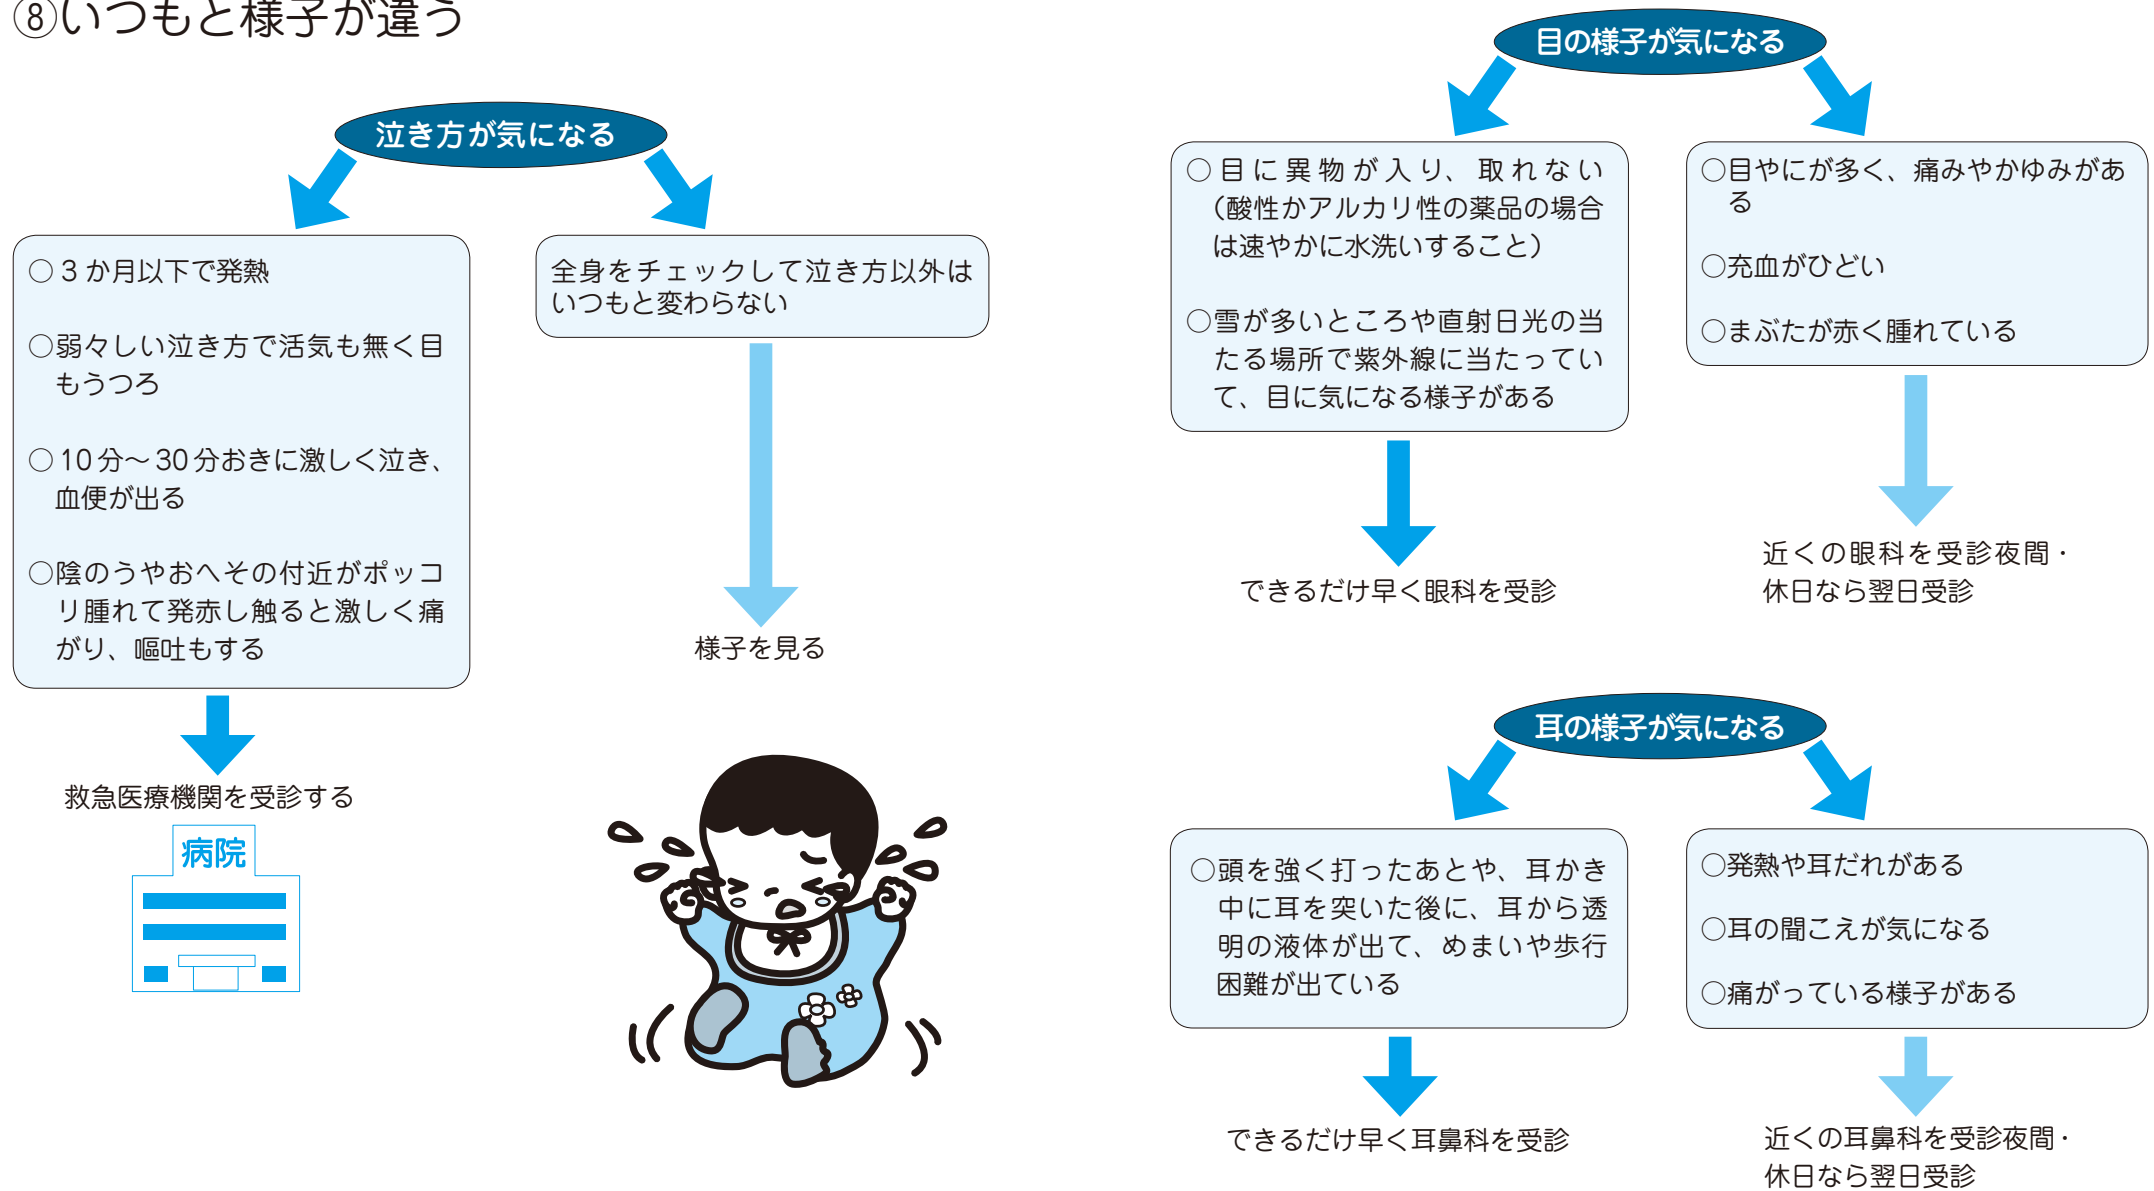 ⑧いつもと様子が違う
泣き方が気になる
○3か月以下で発熱
○弱々しい泣き方で活気も無く目
もうつろ
○10分～30分おきに激しく泣き、
血便が出る
○陰のうやおへその付近がポッコ
リ腫れて発赤し触ると激しく痛
がり、嘔吐もする
救急医療機関を受診する
病院
全身をチェックして泣き方以外は
いつもと変わらない
様子を見る
目の様子が気になる
○目に異物が入り、取れない
（酸性かアルカリ性の薬品の場合
は速やかに水洗いすること）
○雪が多いところや直射日光の当
たる場所で紫外線に当たってい
て、目に気になる様子がある
できるだけ早く眼科を受診
○目やにが多く、痛みやかゆみがあ
る
○充血がひどい
○まぶたが赤く腫れている
近くの眼科を受診夜間・
休日なら翌日受診
耳の様子が気になる
○頭を強く打ったあとや、耳かき
中に耳を突いた後に、耳から透
明の液体が出て、めまいや歩行
困難が出ている
できるだけ早く耳鼻科を受診
○発熱や耳だれがある
○耳の聞こえが気になる
○痛がっている様子がある
近くの耳鼻科を受診夜間・
休日なら翌日受診